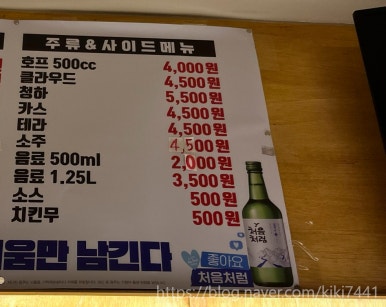 주류&사이드메뉴
호프 500cc 4,000원
클라우드 4,500원
청하 5,500원
카스 4,500원
테라 4,500원
소주 4,500원
음료 500ml 2,000원
음료 1.25L 3,500원
소스 500원
치킨무 500원
움만 남긴다
좋아요
처음처럼
처음처럼
https://blog.naver.com/kiki7441